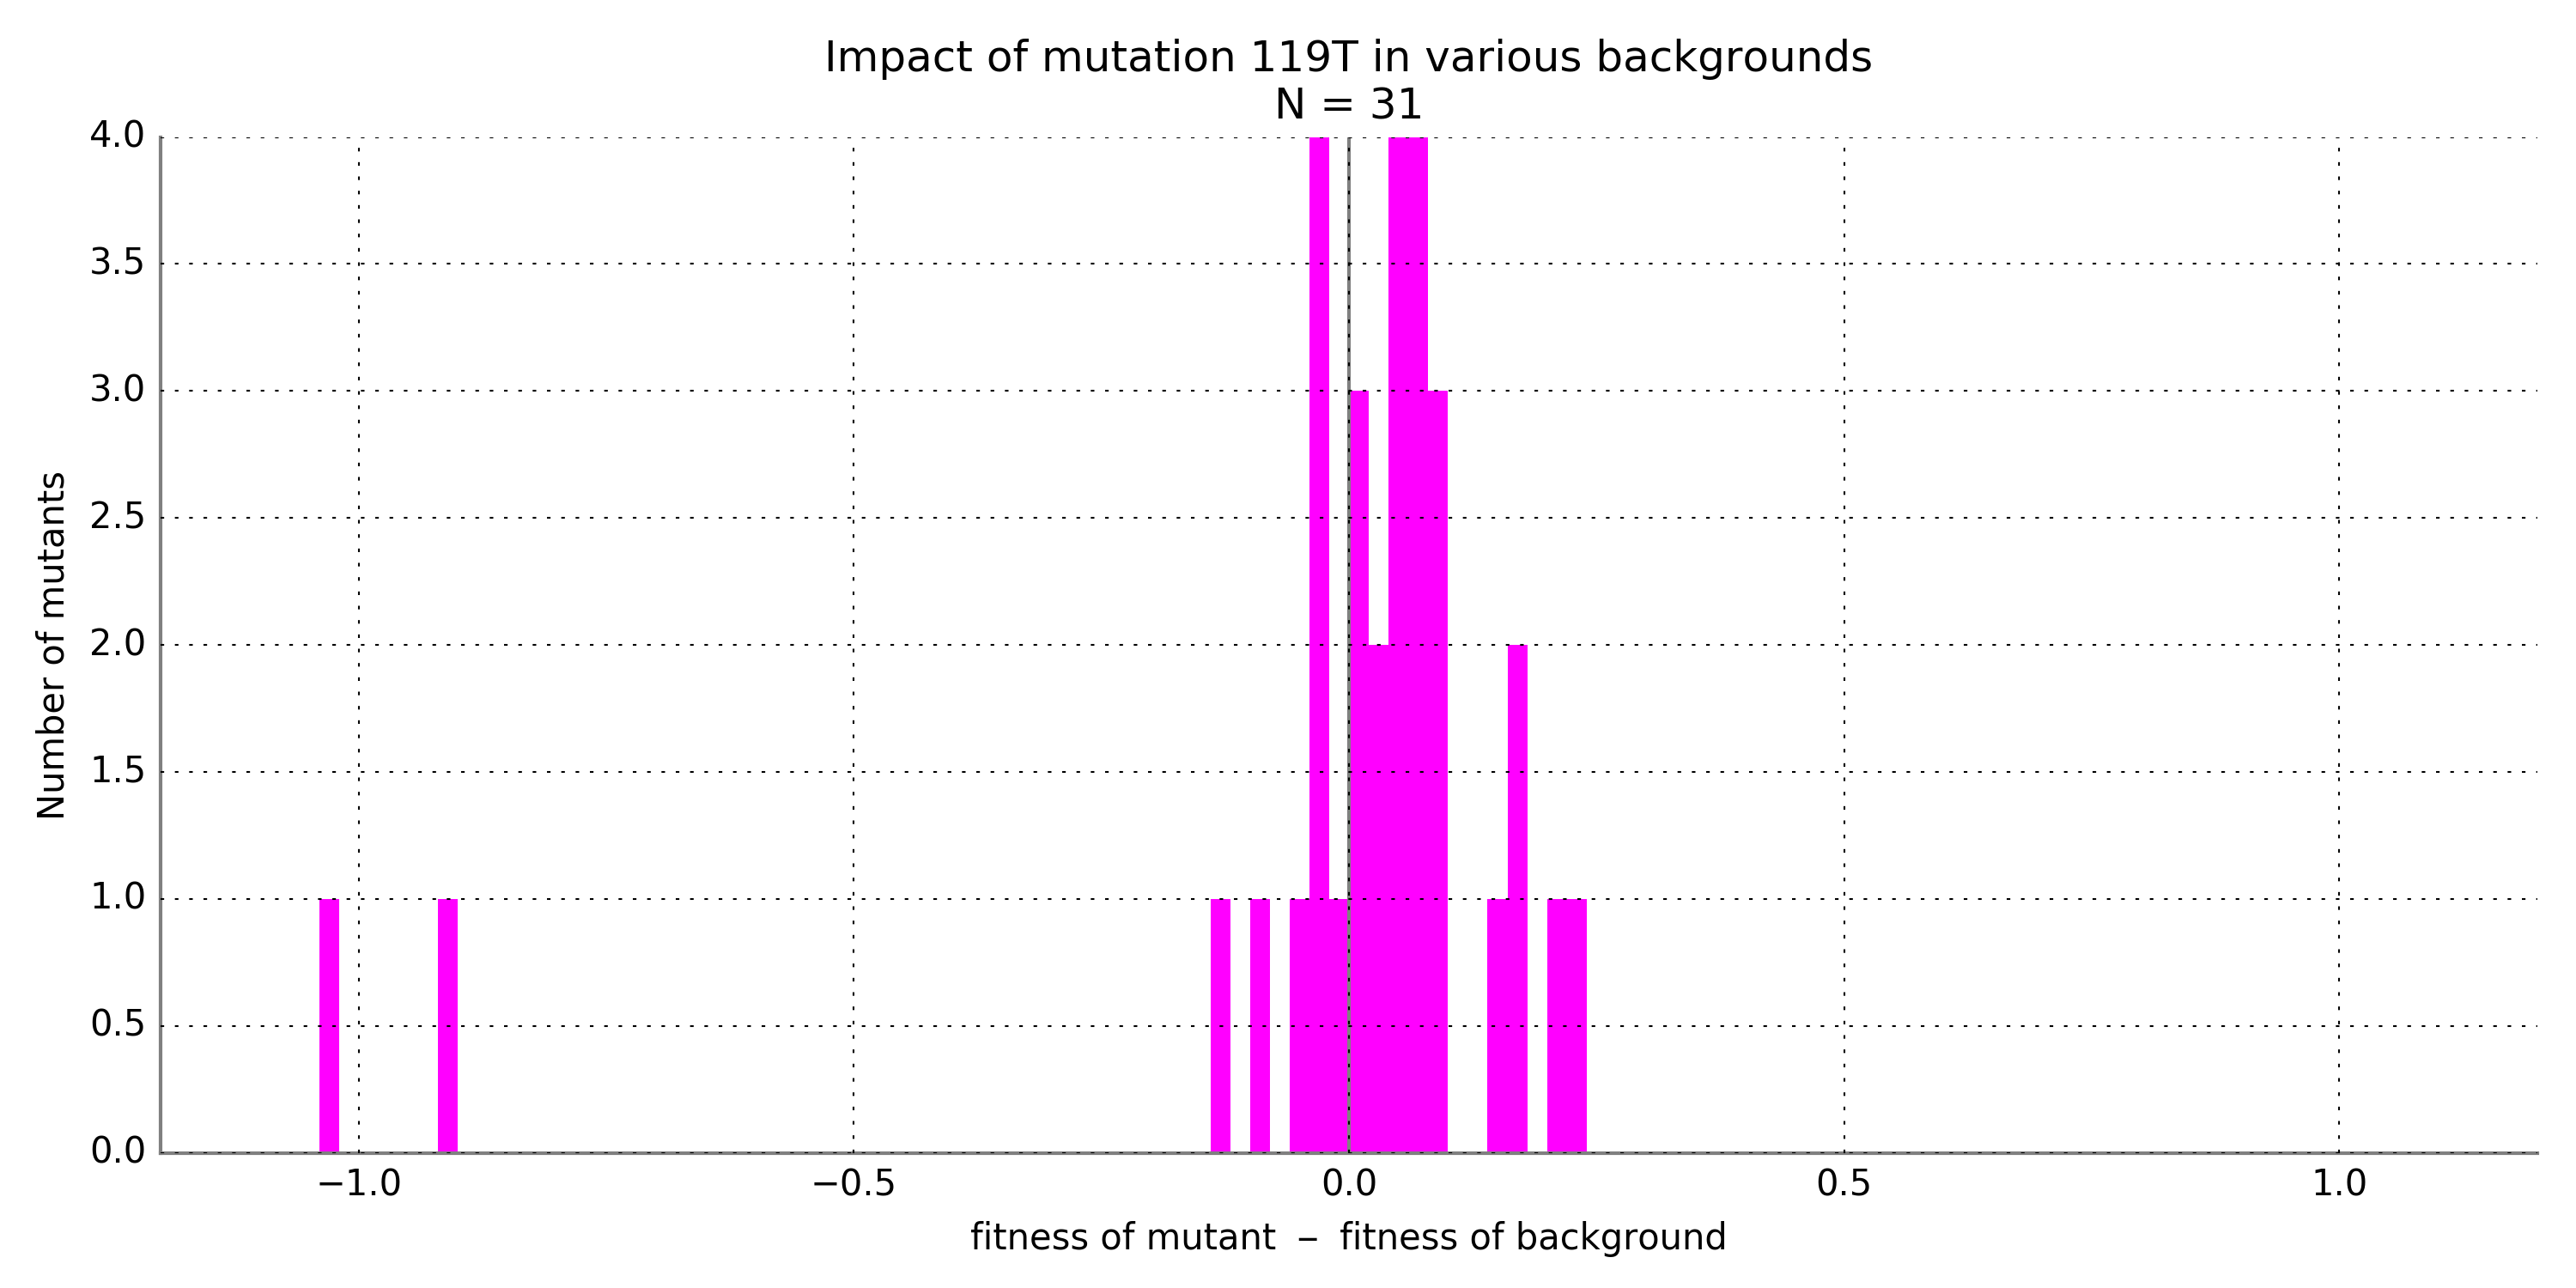 Impact of mutation 119T in various backgrounds
N = 31
4.0
3.5
3.0
2.5
2.0
1.5
1.0
0.5
0.0
Number of mutants
−1.0 −0.5 0.0 0.5 1.0
fitness of mutant − fitness of background